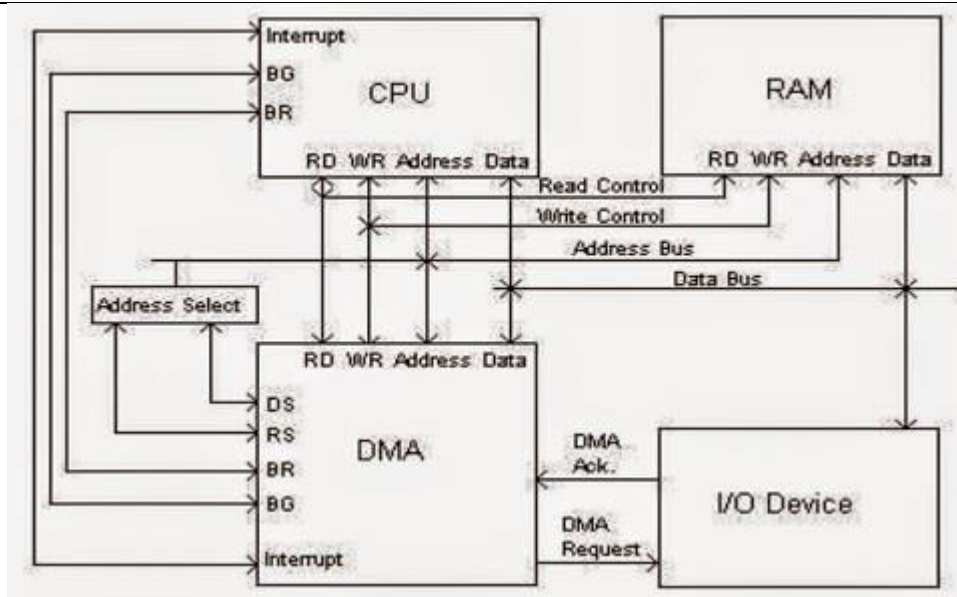 Interrupt
BG
BR
CPU
RD WR Address Data
RAM
RD WR Address Data
Read Control
Write Control
Address Bus
Data Bus
Address Select
RD WR Address Data
DS
RS
BR
BG
Interrupt
DMA
DMA
Ack.
DMA
Request
I/O Device